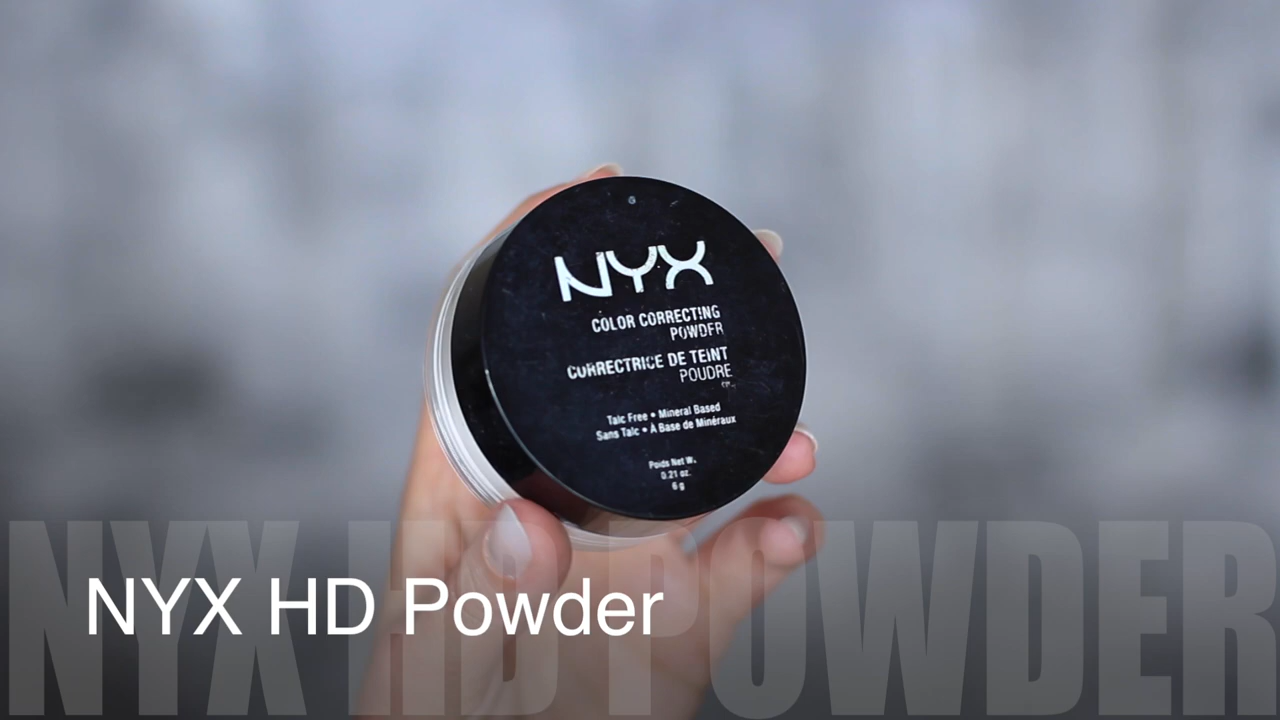 NYX
COLOR CORRECTING
POWDER
CORRECTRICE DE TEINT
POUDRE
Talc Free • Mineral Based
Sans Talc • À Base de Minéraux
Poids Net W.
0.21 oz.
6 g
NYX HD POWDER
NYX HD Powder